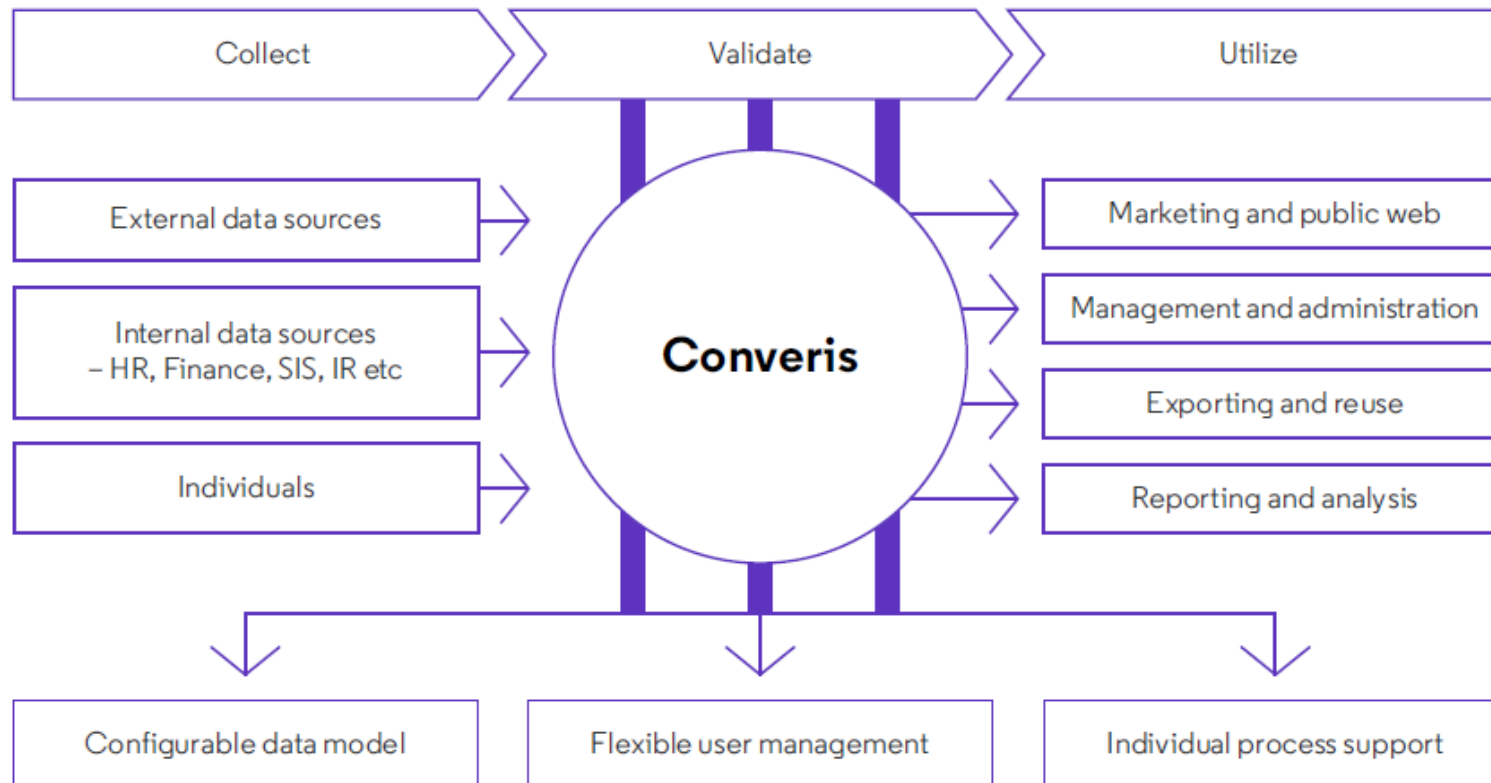 Collect
Validate
Utilize
External data sources
Internal data sources
– HR, Finance, SIS, IR etc
Individuals
Converis
Marketing and public web
Management and administration
Exporting and reuse
Reporting and analysis
Configurable data model
Flexible user management
Individual process support